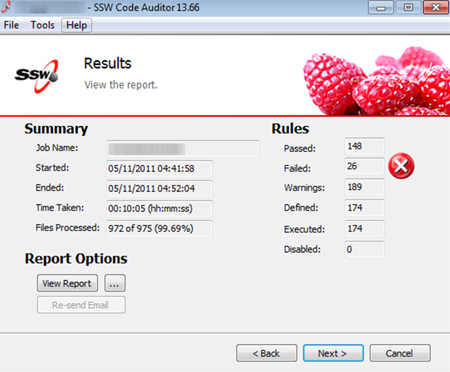 - SSW Code Auditor 13.66
File Tools Help
SSW
Results
View the report.
Summary
Job Name:
Started: 05/11/2011 04:41:58
Ended: 05/11/2011 04:52:04
Time Taken: 00:10:05 (hh:mm:ss)
Files Processed: 972 of 975 (99.69%)
Rules
Passed: 148
Failed: 26
Warnings: 189
Defined: 174
Executed: 174
Disabled: 0
Report Options
View Report ...
Re-send Email
< Back Next > Cancel